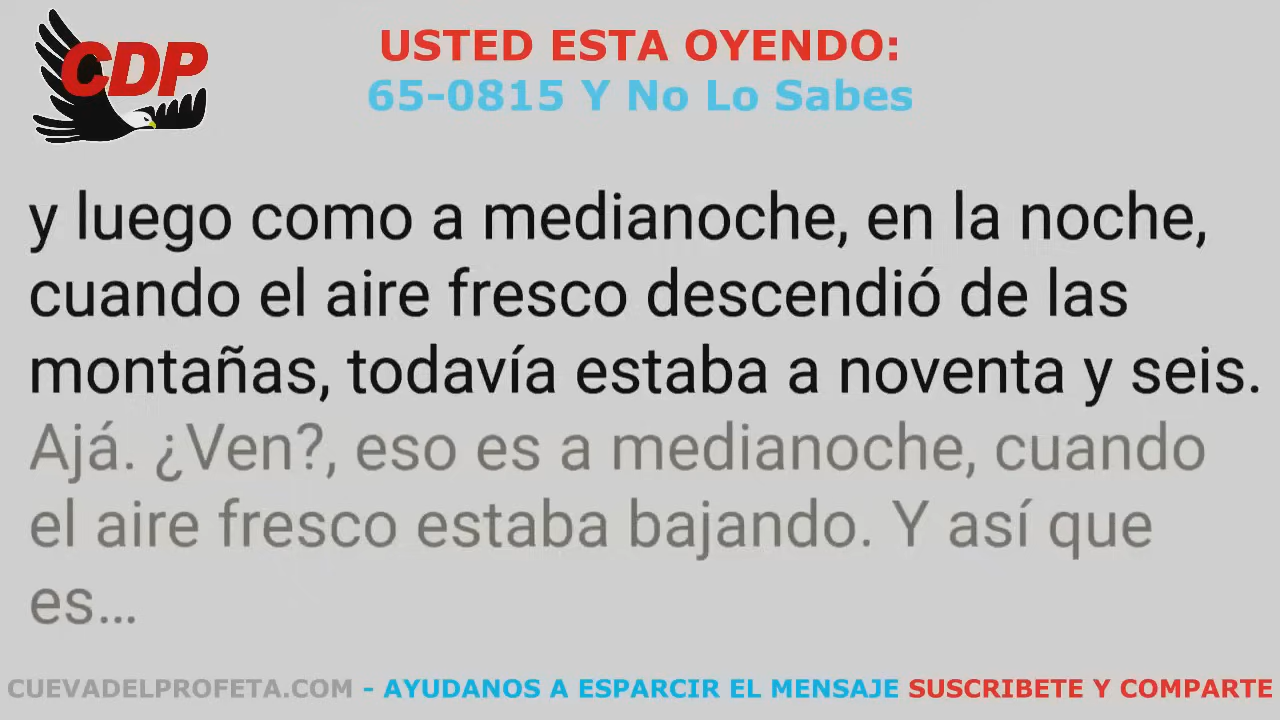 CDP
USTED ESTA OYENDO:
65-0815 Y No Lo Sabes
y luego como a medianoche, en la noche,
cuando el aire fresco descendió de las
montañas, todavía estaba a noventa y seis.
Ajá. ¿Ven?, eso es a medianoche, cuando
el aire fresco estaba bajando. Y así que
es...
CUEVADELPROFETA.COM - AYUDANOS A ESPARCIR EL MENSAJE SUSCRIBETE Y COMPARTE